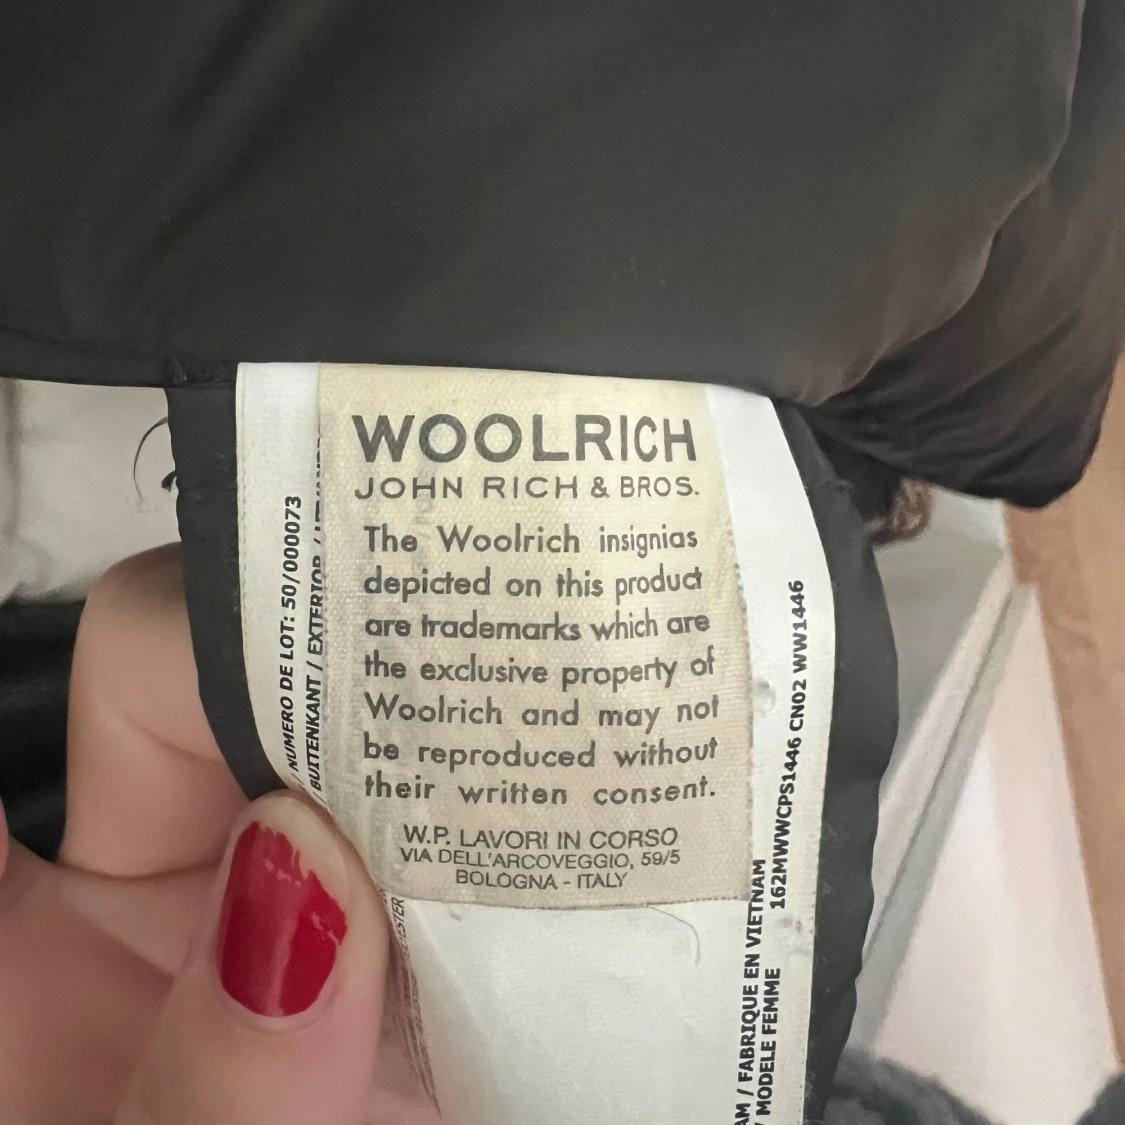 WOOLRICH
JOHN RICH & BROS.
The Woolrich insignias
depicted on this product
are trademarks which are
the exclusive property of
Woolrich and may not
be reproduced without
their written consent.
W.P. LAVORI IN CORSO
VIA DELL'ARCOVEGGIO, 59/5
BOLOGNA - ITALY
/ NUMERO DE LOT: 50/000073
/ BUITENKANT / EXTERIOR /
AM / FABRIQUE EN VIETNAM
/ MODELE FEMME
162MWWCPS1446 CN02 WW1446